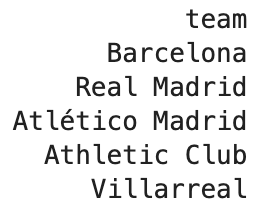 team
Barcelona
Real Madrid
Atlético Madrid
Athletic Club
Villarreal